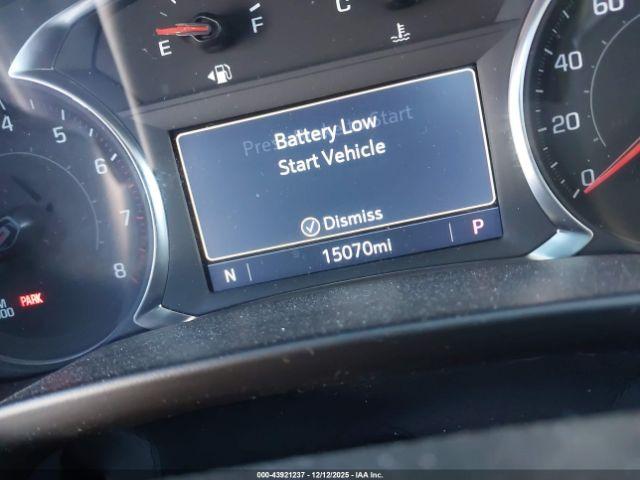 E
F
C
4
5
6
7
8
60
40
20
0
Battery Low
Start Vehicle
Dismiss
N
15070mi
P
PARK
000-43921237 - 12/12/2025 - IAA Inc.